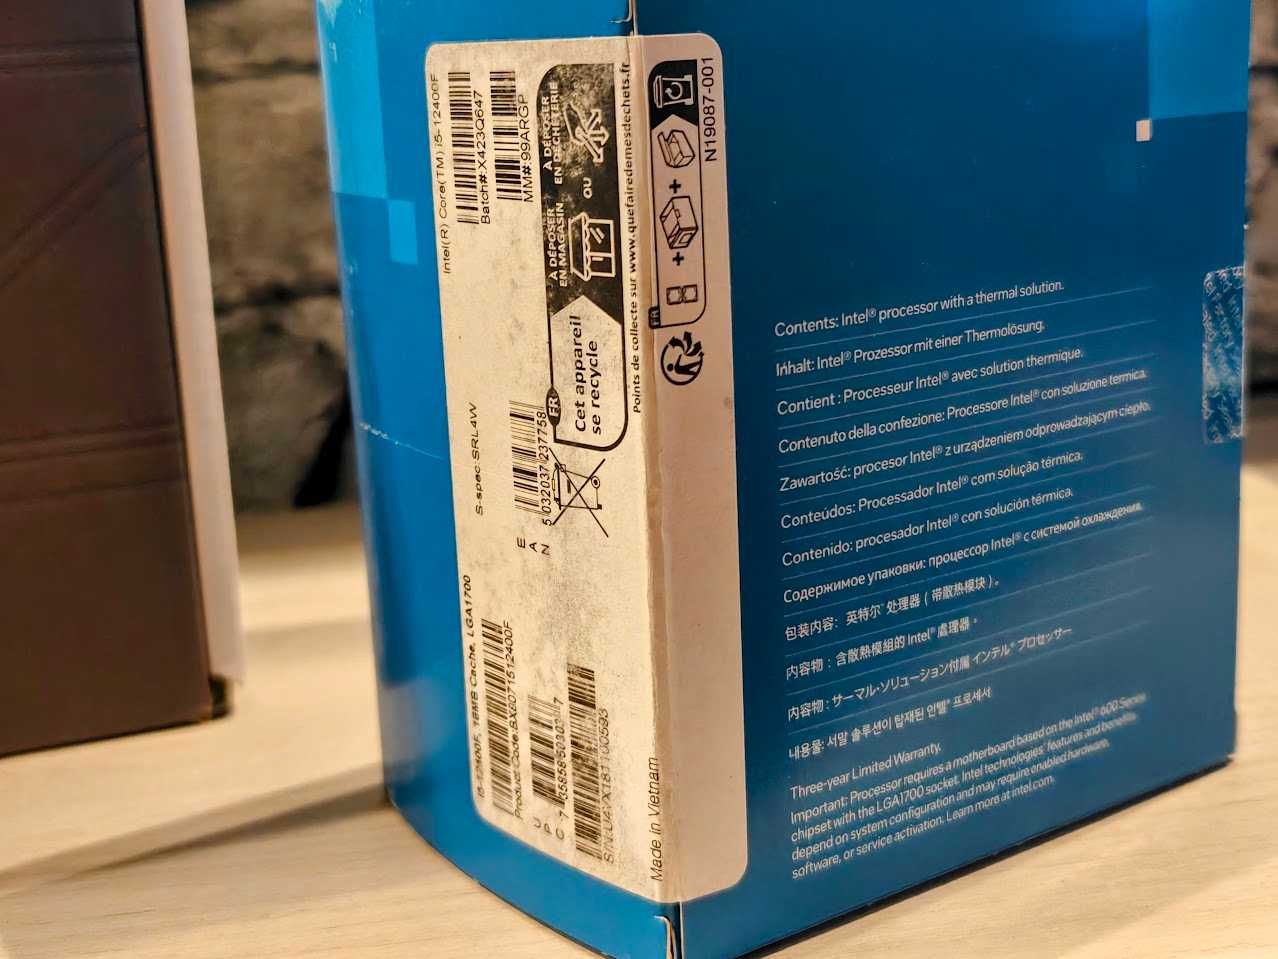 Intel(R) Core(TM) i5-12400F
Batch#:X423Q647
MM#:99ARGP
S-spec:SRL4W
E
A
N
5 032037 237758
i5-12400F, 18MB Cache, LGA1700
Product Code:BX8071512400F
U
P
C
Made in Vietnam
À DÉPOSER
EN MAGASIN
OU
À DÉPOSER
EN DÉCHÈTERIE
FR
Cet appareil
se recycle
Points de collecte sur www.quefairedemesdechets.fr
FR
+
+
N19087-001
Contents: Intel® processor with a thermal solution.
Inhalt: Intel® Prozessor mit einer Thermolösung.
Contient : Processeur Intel® avec solution thermique.
Contenuto della confezione: Processore Intel® con soluzione termica.
Zawartość: procesor Intel® z urządzeniem odprowadzającym ciepło.
Conteúdos: Processador Intel® com solução térmica.
Contenido: procesador Intel® con solución térmica.
Содержимое упаковки: процессор Intel® с системой охлаждения.
包装内容: 英特尔® 处理器 ( 带散热模块 )。
内容物 : 含散熱模組的 Intel® 處理器。
内容物 : サーマル・ソリューション付属 インテル® プロセッサー
내용물: 서멀 솔루션이 탑재된 인텔® 프로세서
Three-year Limited Warranty.
Important: Processor requires a motherboard based on the Intel® 600 Series
chipset with the LGA1700 socket. Intel technologies' features and benefits
depend on system configuration and may require enabled hardware,
software, or service activation. Learn more at intel.com.